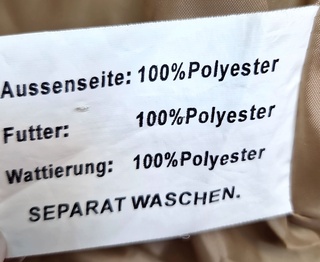 Aussenseite: 100%Polyester
Futter: 100%Polyester
Wattierung: 100%Polyester
SEPARAT WASCHEN.